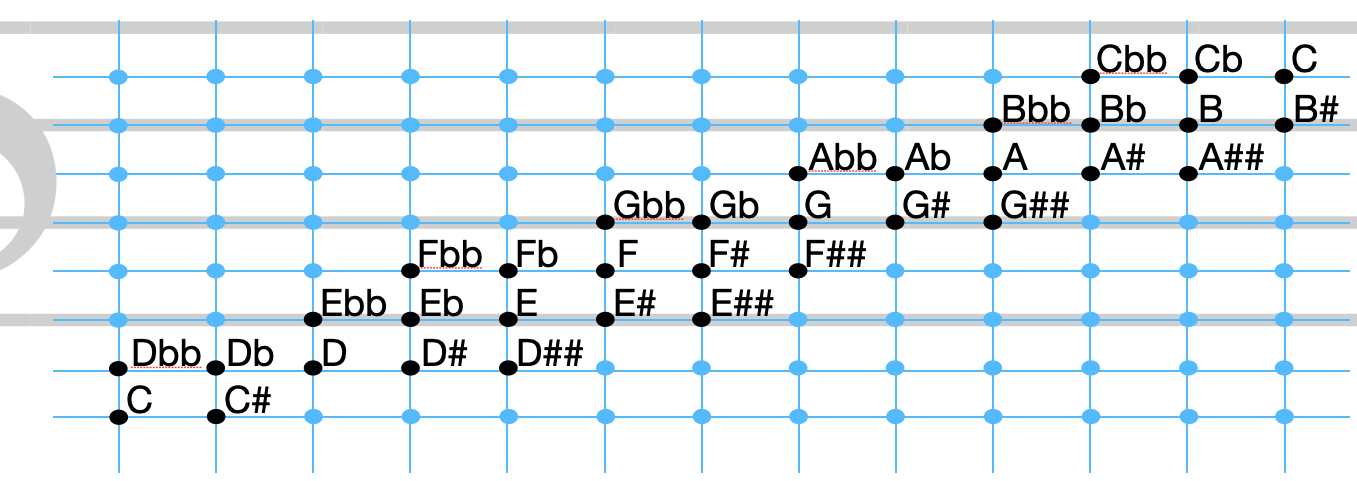 Cbb Cb C
Bbb Bb B B#
Abb Ab A A# A##
Gbb Gb G G# G##
Fbb Fb F F# F##
Ebb Eb E E# E##
Dbb Db D D# D##
C C#